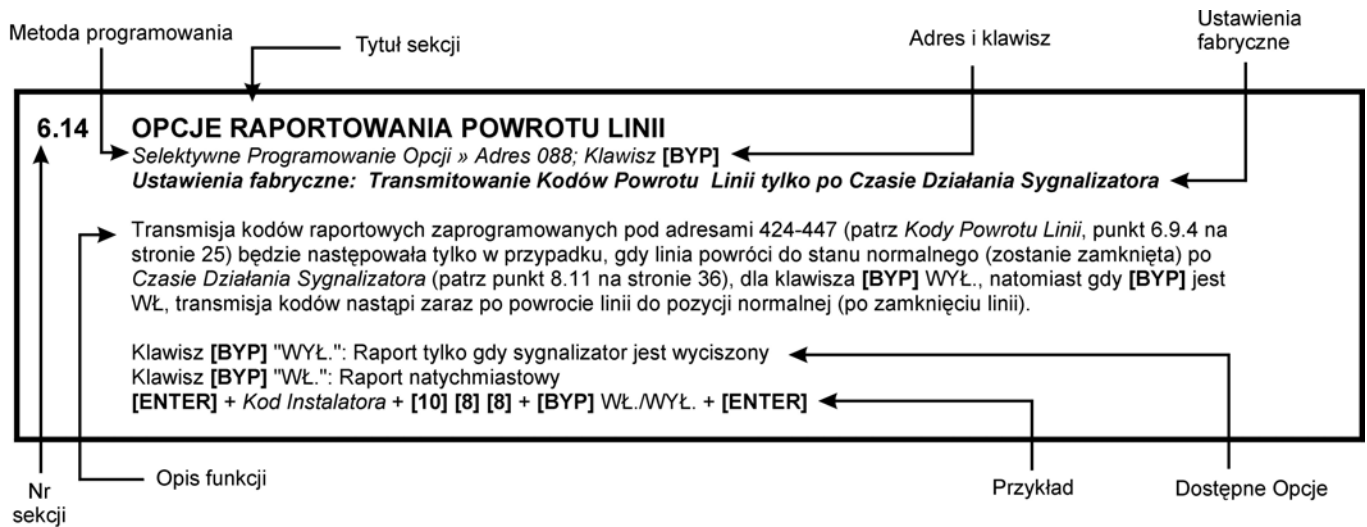 Metoda programowania
Tytuł sekcji
Adres i klawisz
Ustawienia
fabryczne
6.14 OPCJE RAPORTOWANIA POWROTU LINII
Selektywne Programowanie Opcji » Adres 088; Klawisz [BYP]
Ustawienia fabryczne: Transmitowanie Kodów Powrotu Linii tylko po Czasie Działania Sygnalizatora
Transmisja kodów raportowych zaprogramowanych pod adresami 424-447 (patrz Kody Powrotu Linii, punkt 6.9.4 na
stronie 25) będzie następowała tylko w przypadku, gdy linia powróci do stanu normalnego (zostanie zamknięta) po
Czasie Działania Sygnalizatora (patrz punkt 8.11 na stronie 36), dla klawisza [BYP] WYŁ., natomiast gdy [BYP] jest
WŁ, transmisja kodów nastąpi zaraz po powrocie linii do pozycji normalnej (po zamknięciu linii).
Klawisz [BYP] "WYŁ.": Raport tylko gdy sygnalizator jest wyciszony
Klawisz [BYP] "WŁ.": Raport natychmiastowy
[ENTER] + Kod Instalatora + [10] [8] [8] + [BYP] WŁ./WYŁ. + [ENTER]
Nr
sekcji
Opis funkcji
Przykład
Dostępne Opcje